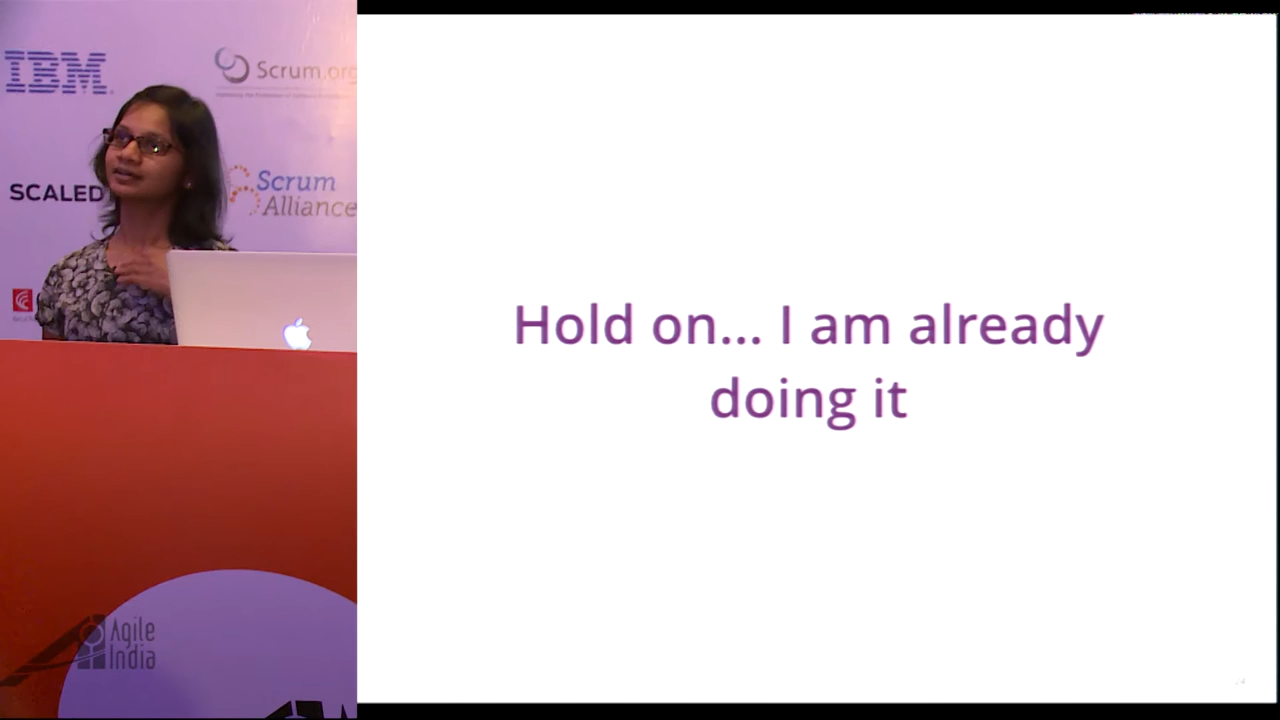 IBM
Scrum.org
SCALED
Scrum
Alliance
Hold on... I am already
doing it
Agile
India